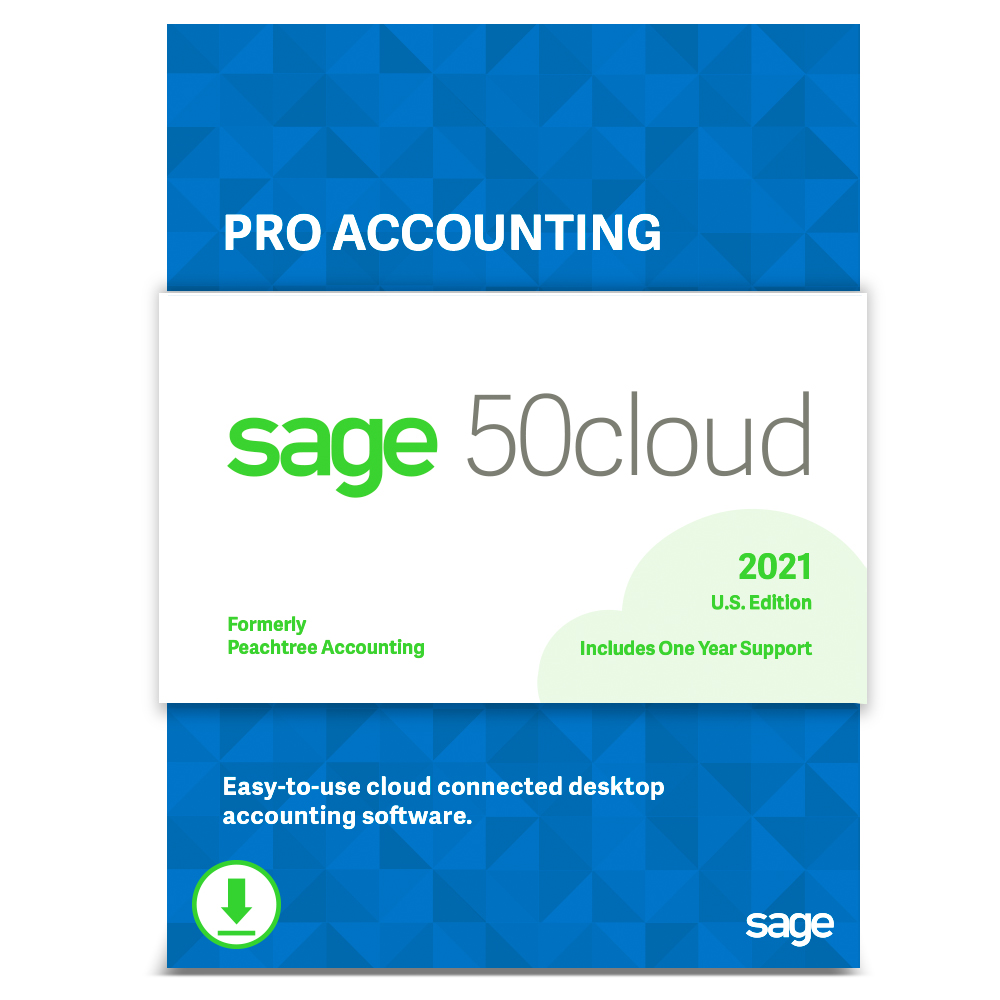 PRO ACCOUNTING
sage 50cloud
2021
U.S. Edition
Formerly
Peachtree Accounting
Includes One Year Support
Easy-to-use cloud connected desktop
accounting software.
sage